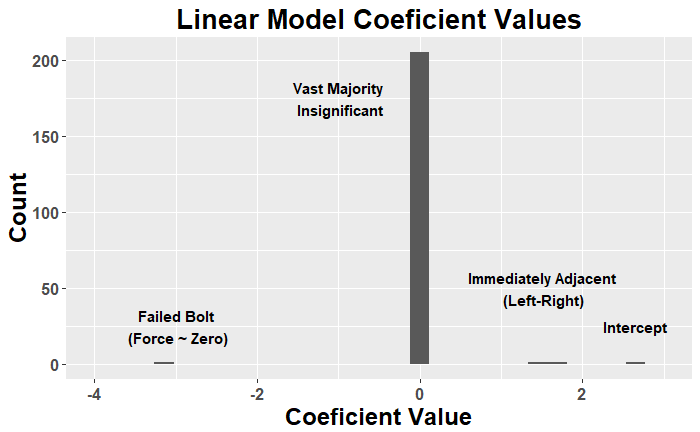 Linear Model Coeficient Values
Count
200
150
100
50
0
Vast Majority
Insignificant
Immediately Adjacent
(Left-Right)
Failed Bolt
(Force ~ Zero)
Intercept
-4
-2
0
2
Coeficient Value